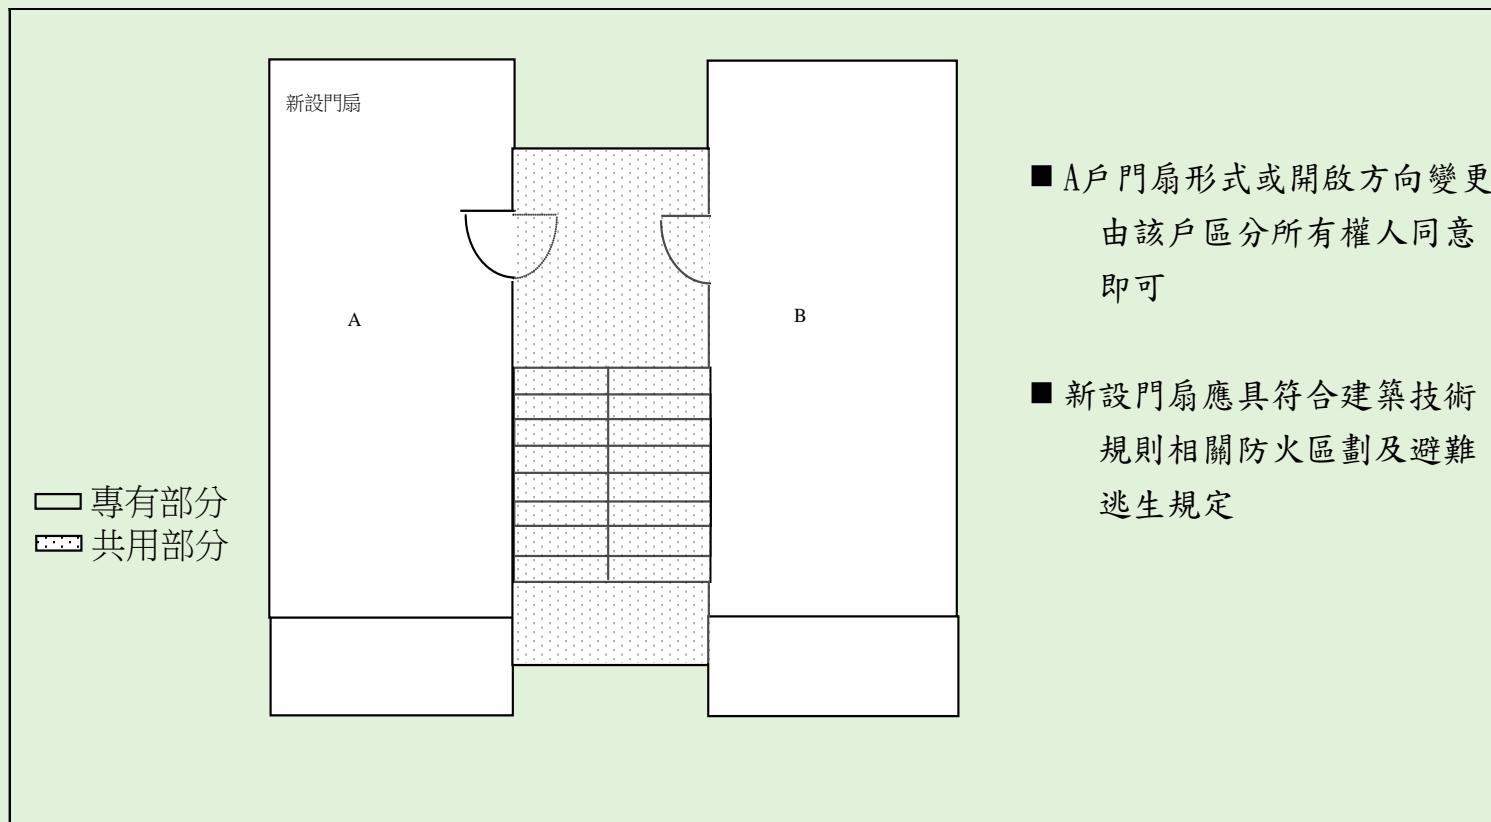 新設門扇
A
B
專有部分
共用部分
■ A戶門扇形式或開啟方向變更
由該戶區分所有權人同意
即可
■ 新設門扇應具符合建築技術
規則相關防火區劃及避難
逃生規定